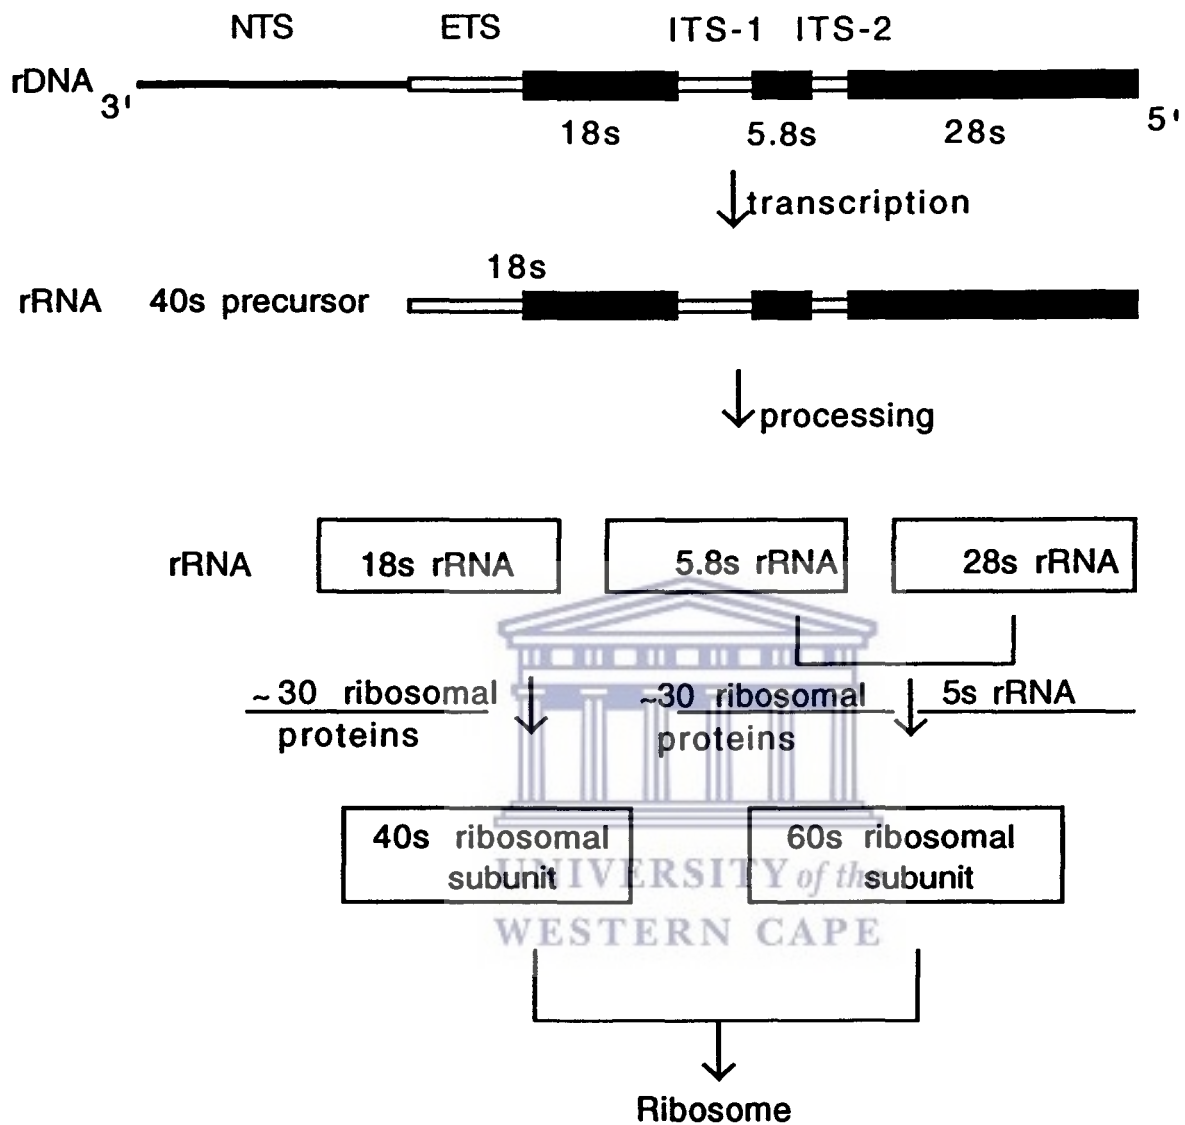 NTS ETS ITS-1 ITS-2
rDNA 3' 5'
18s 5.8s 28s
transcription
18s
rRNA 40s precursor
processing
rRNA 18s rRNA 5.8s rRNA 28s rRNA
~30 ribosomal ~30 ribosomal 5s rRNA
proteins proteins
40s ribosomal 60s ribosomal
subunit subunit
UNIVERSITY of the
WESTERN CAPE
Ribosome